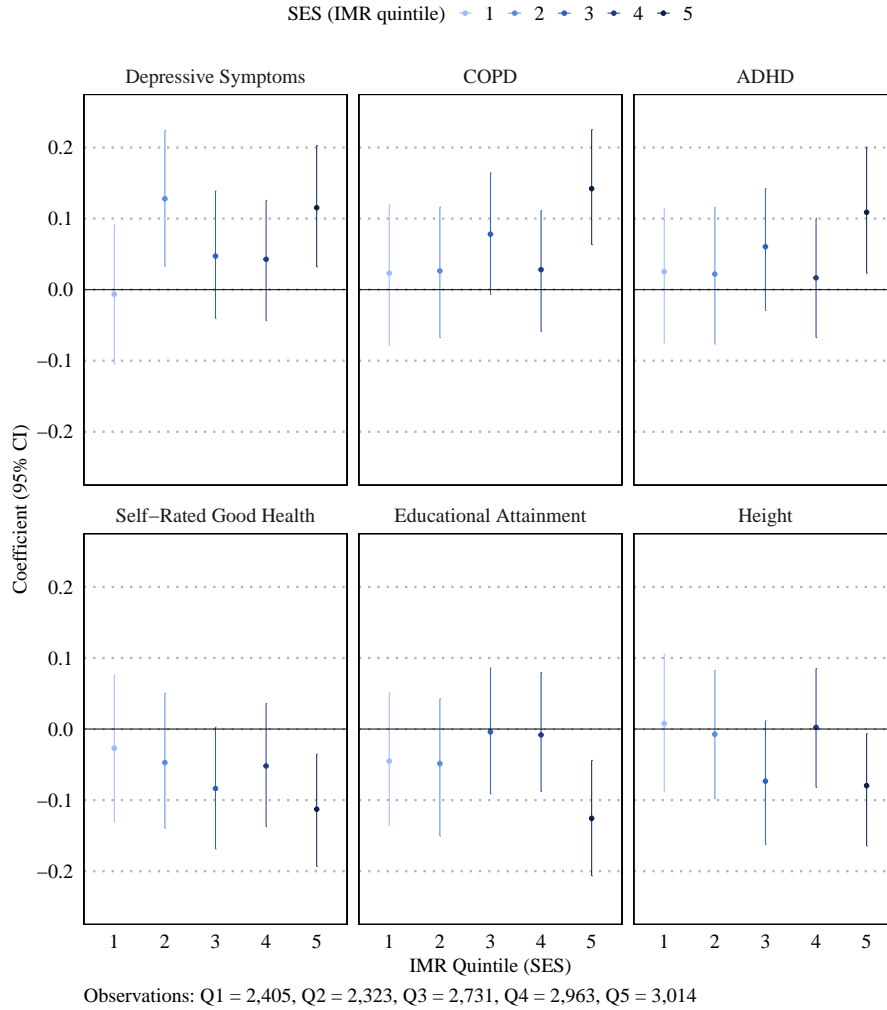 SES (IMR quintile) 1 2 3 4 5
Depressive Symptoms COPD ADHD
0.2
0.1
0.0
−0.1
−0.2
Self−Rated Good Health Educational Attainment Height
0.2
0.1
0.0
−0.1
−0.2
Coefficient (95% CI)
1 2 3 4 5 1 2 3 4 5 1 2 3 4 5
IMR Quintile (SES)
Observations: Q1 = 2,405, Q2 = 2,323, Q3 = 2,731, Q4 = 2,963, Q5 = 3,014